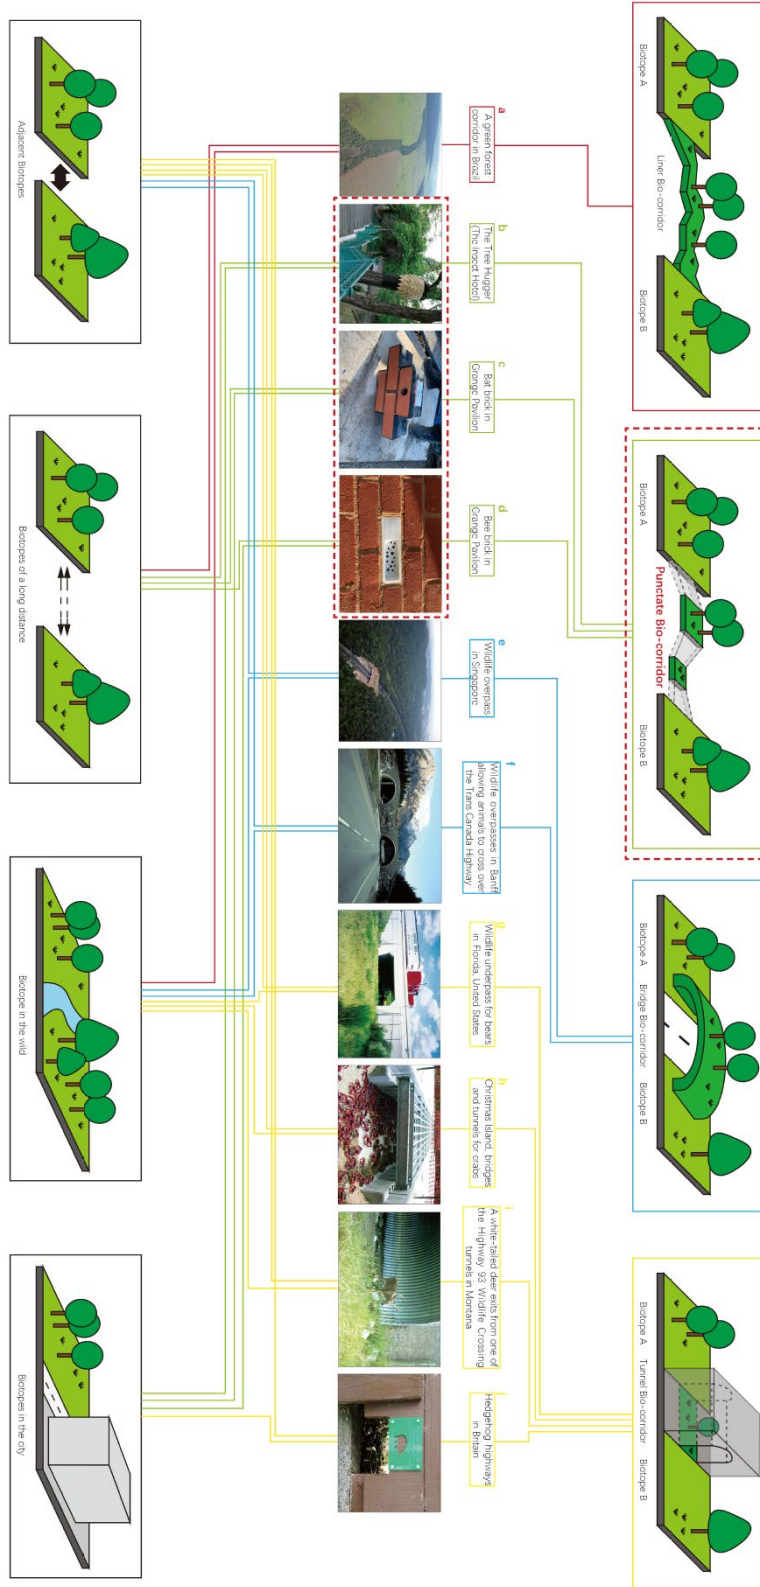 Biotope A
Liner Bio-corridor
Biotope B
Biotope A
Punctate Bio-corridor
Biotope B
Biotope A
Bridge Bio-corridor
Biotope B
Biotope A
Tunnel Bio-corridor
Biotope B
a
A green forest
corridor in Brazil
b
The Tree Hugger
(The Insect Hotel)
c
Bat brick in
Grange Pavilion
d
Bee brick in
Grange Pavilion
e
Wildlife overpass
in Singapore
f
Wildlife overpasses in Banff
allowing animals to cross over
the Trans Canada Highway
g
Wildlife underpass for bears
in Florida, United States
h
Christmas Island, bridges
and tunnels for crabs
i
A white-tailed deer exits from one of
the Highway 93 Wildlife Crossing
tunnels in Montana
j
Hedgehog highways
in Britain
Adjacent Biotopes
Biotopes of a long distance
Biotope in the wild
Biotopes in the city